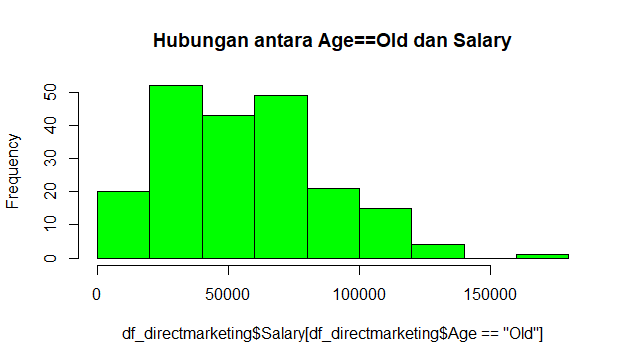 Hubungan antara Age==Old dan Salary
Frequency
50
40
30
20
10
0
0 50000 100000 150000
df_directmarketing$Salary[df_directmarketing$Age == "Old"]